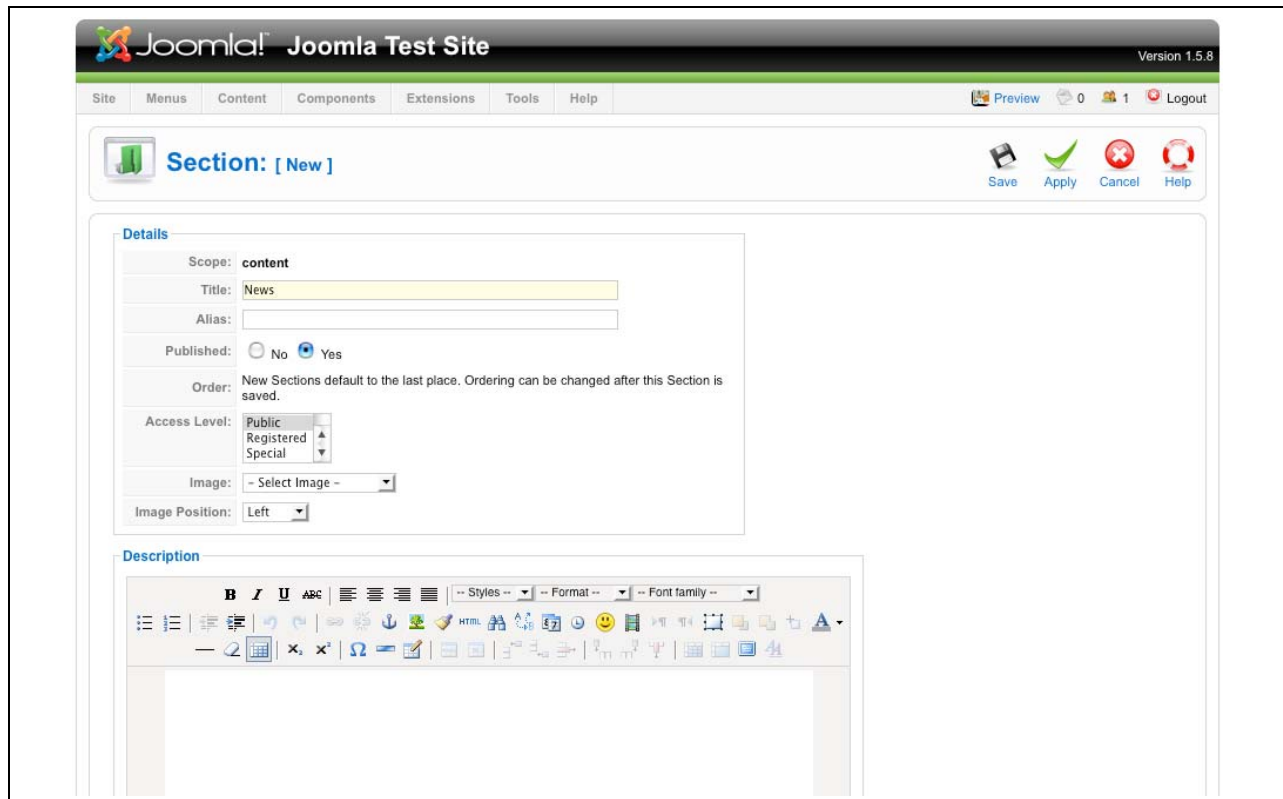 Joomla!™ Joomla Test Site
Version 1.5.8
Site Menus Content Components Extensions Tools Help Preview 0 1 Logout
Section: [ New ]
Save Apply Cancel Help
Details
Scope: content
Title: News
Alias:
Published: No Yes
Order: New Sections default to the last place. Ordering can be changed after this Section is
saved.
Access Level: Public
Registered
Special
Image: – Select Image –
Image Position: Left
Description
B I U ABC -- Styles -- -- Format -- -- Font family --
HTML A
x₂ x² Ω